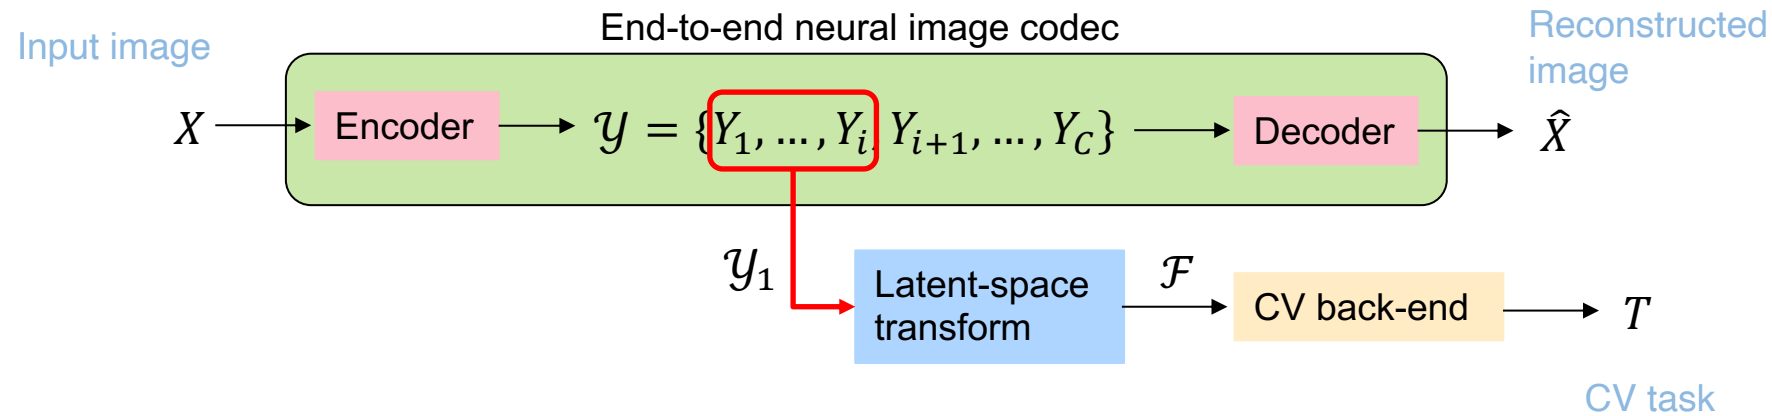 End-to-end neural image codec
Input image
Reconstructed
image
X
Encoder
𝒴 = {Y₁, …, Yᵢ, Yᵢ₊₁, …, Y_C}
Decoder
X̂
𝒴₁
Latent-space
transform
ℱ
CV back-end
T
CV task